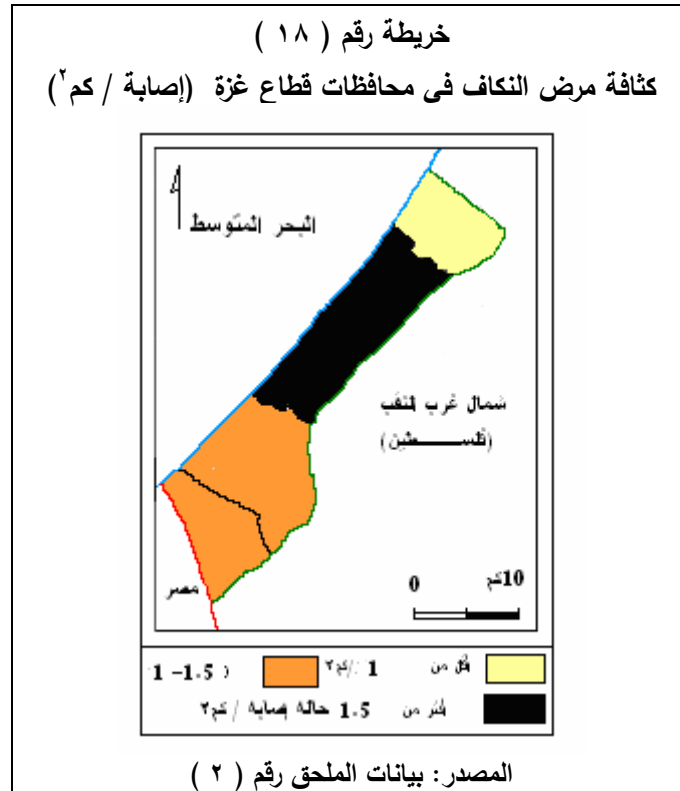 خريطة رقم ( ١٨ )
كثافة مرض النكاف في محافظات قطاع غزة (إصابة / كم٢)
البحر المتوسط
شمال غرب النقب
(فلســـــطين)
مصر
0 10كم
أقل من 1 /كم٢ ( 1.5– 1
أكثر من 1.5 حالة إصابة / كم٢
المصدر: بيانات الملحق رقم ( ٢ )